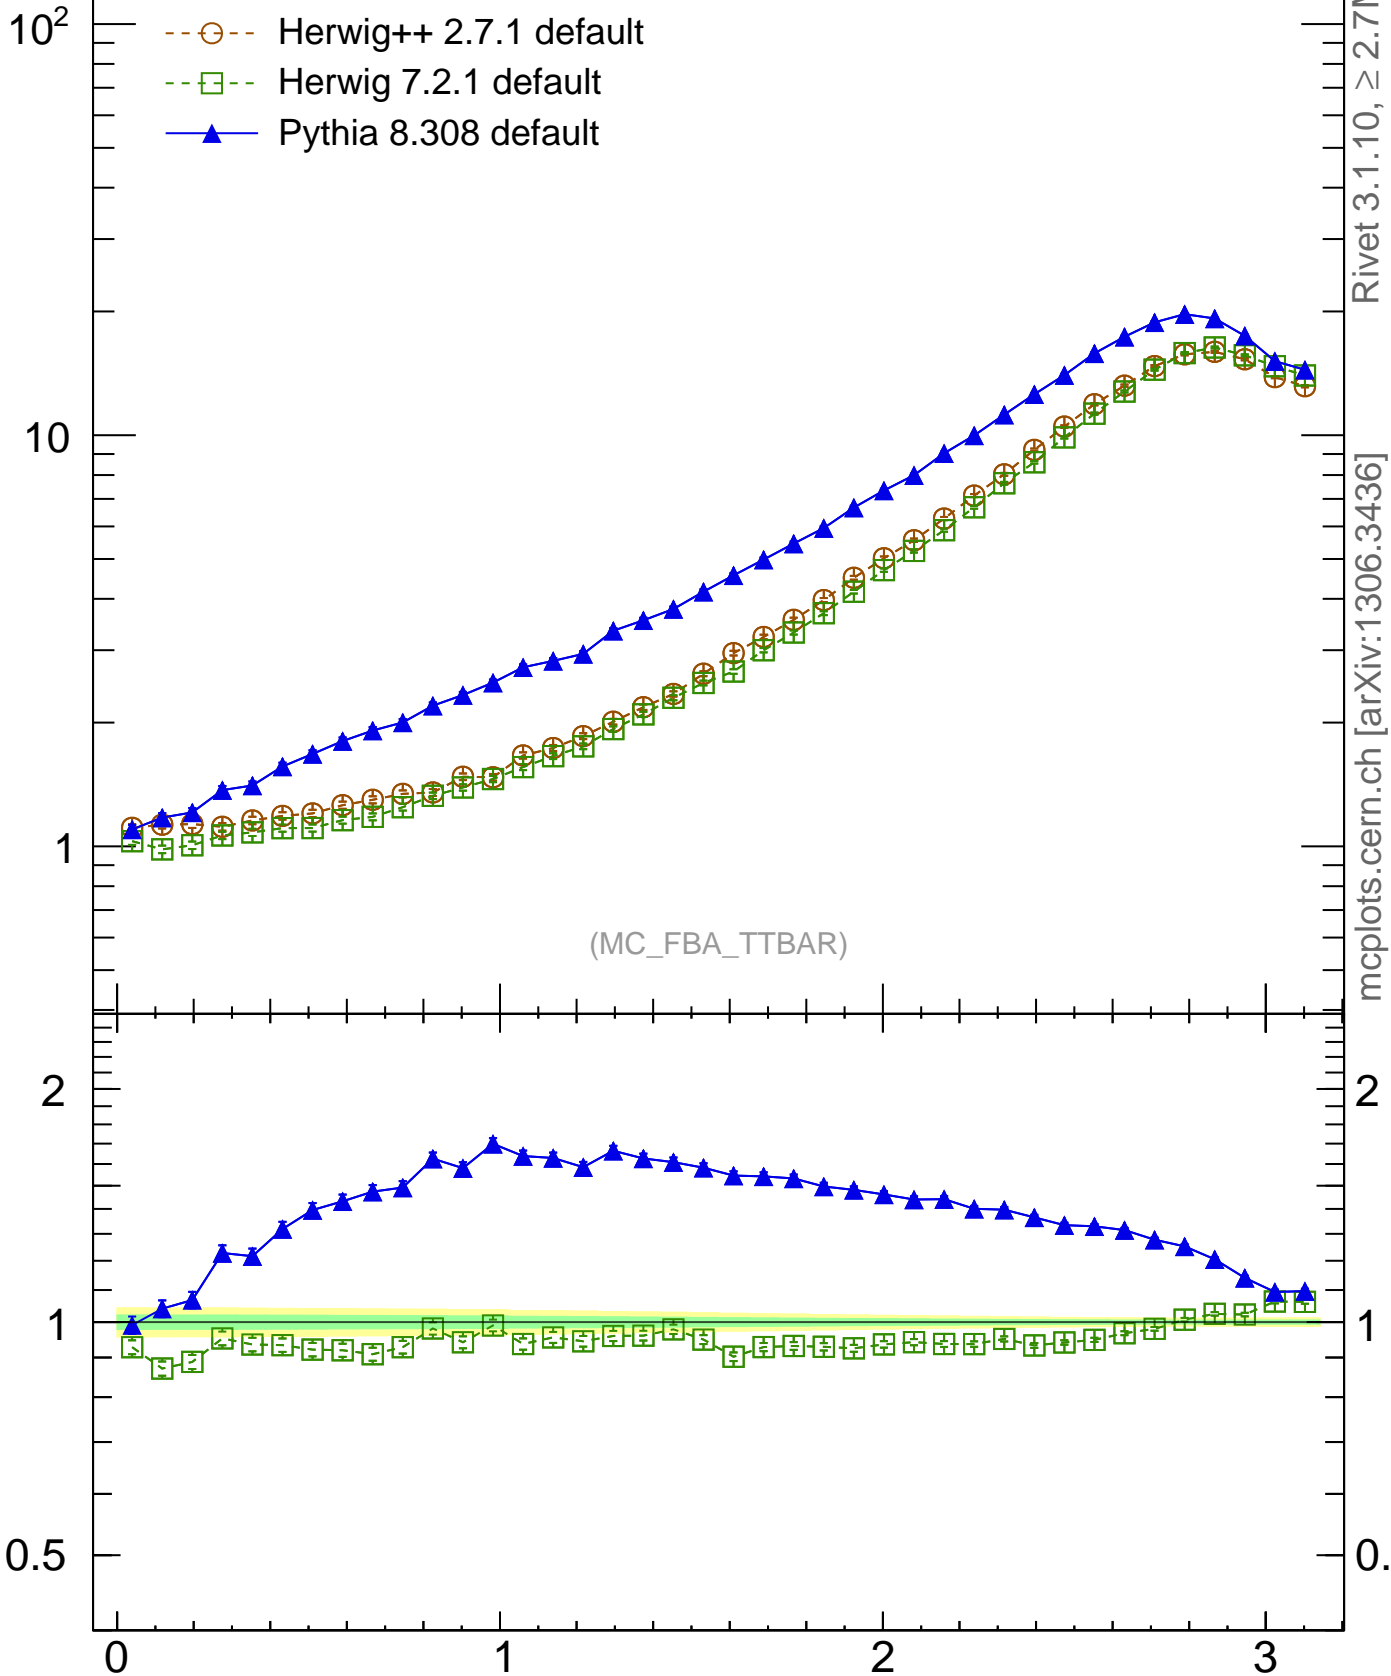 10²
Herwig++ 2.7.1 default
Herwig 7.2.1 default
Pythia 8.308 default
10
1
(MC_FBA_TTBAR)
Rivet 3.1.10, ≥ 2.7M
mcplots.cern.ch [arXiv:1306.3436]
2
2
1
1
0.5
0.
0
1
2
3